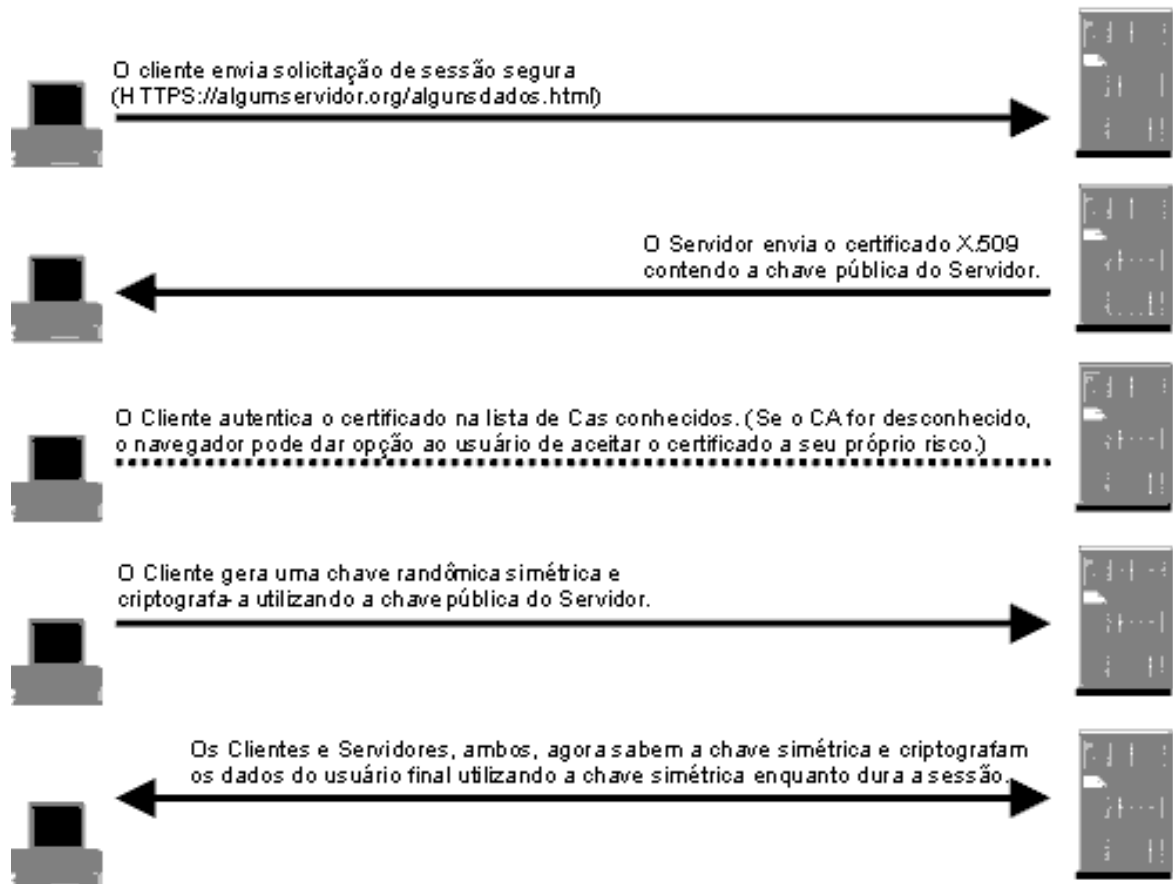 O cliente envia solicitação de sessão segura
(HTTPS://algumservidor.org/algunsdados.html)
O Servidor envia o certificado X.509
contendo a chave pública do Servidor.
O Cliente autentica o certificado na lista de Cas conhecidos. (Se o CA for desconhecido,
o navegador pode dar opção ao usuário de aceitar o certificado a seu próprio risco.)
O Cliente gera uma chave randômica simétrica e
criptografa-a utilizando a chave pública do Servidor.
Os Clientes e Servidores, ambos, agora sabem a chave simétrica e criptografam
os dados do usuário final utilizando a chave simétrica enquanto dura a sessão.